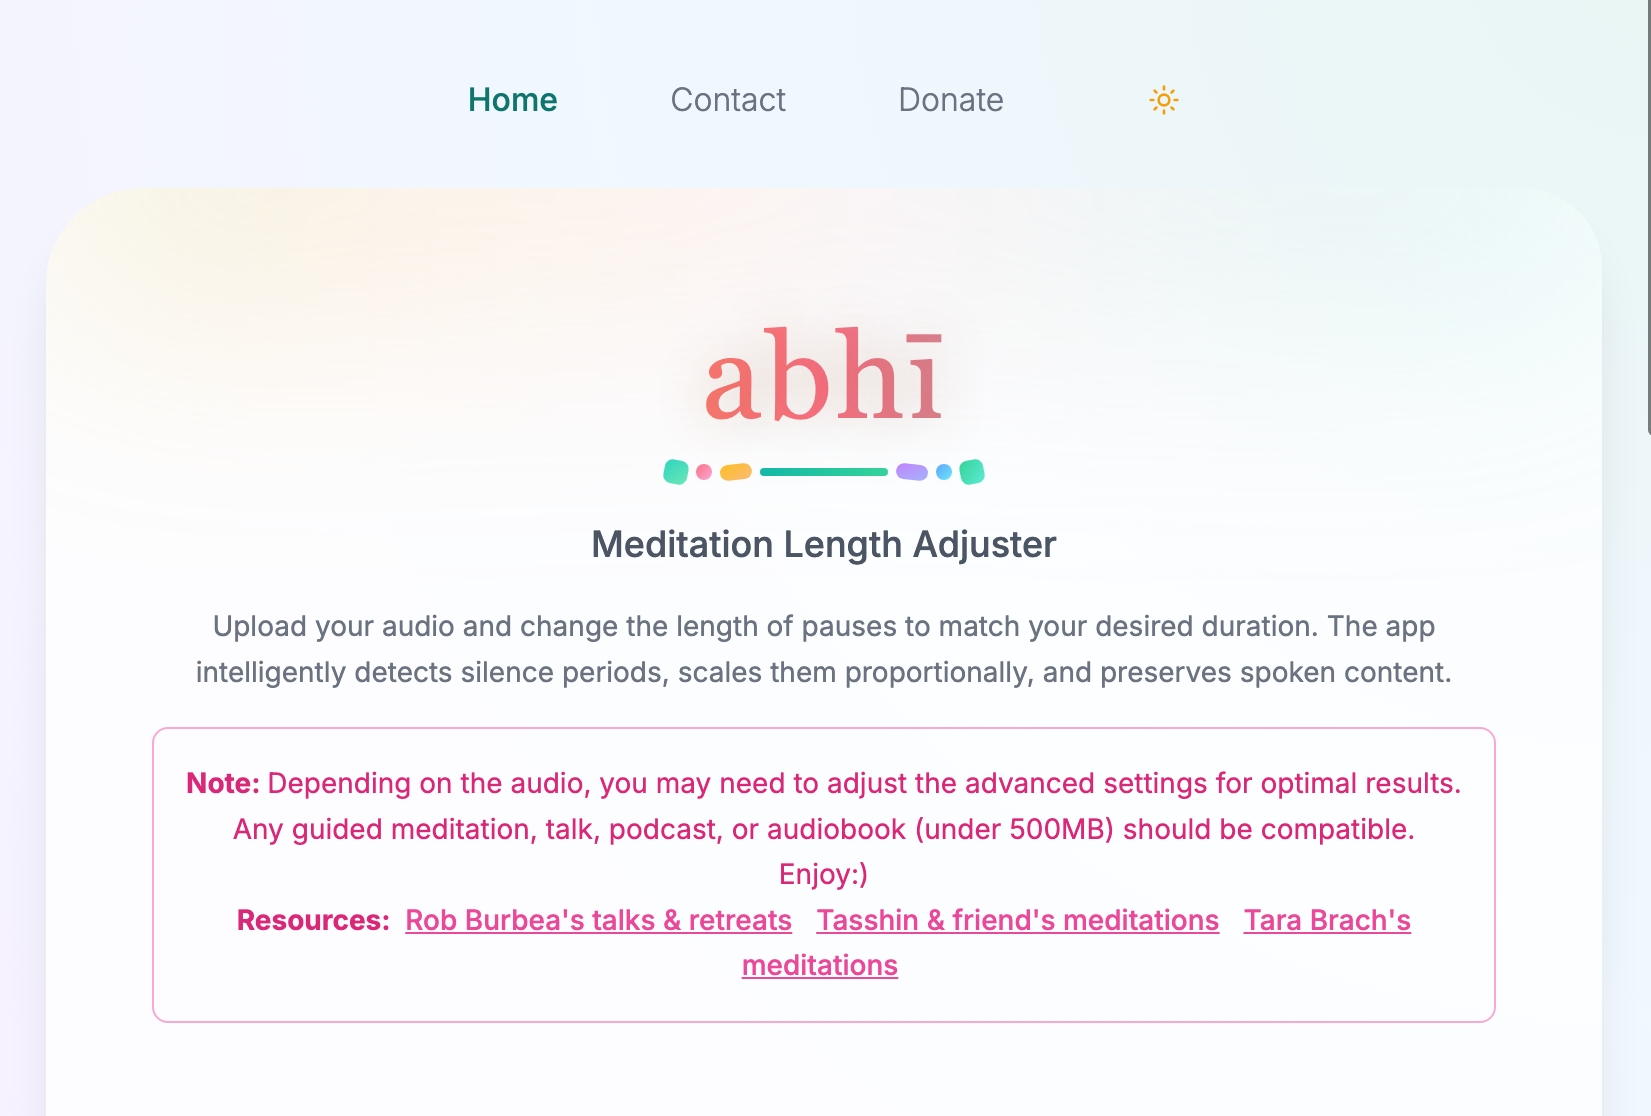 Home Contact Donate
abhī
Meditation Length Adjuster
Upload your audio and change the length of pauses to match your desired duration. The app
intelligently detects silence periods, scales them proportionally, and preserves spoken content.
Note: Depending on the audio, you may need to adjust the advanced settings for optimal results.
Any guided meditation, talk, podcast, or audiobook (under 500MB) should be compatible.
Enjoy:)
Resources: Rob Burbea's talks & retreats Tasshin & friend's meditations Tara Brach's
meditations